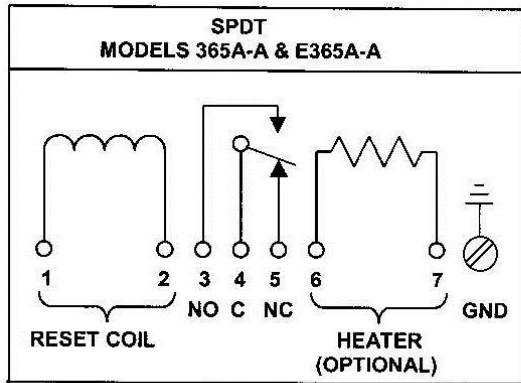 SPDT
MODELS 365A-A & E365A-A
1 2 3 4 5 6 7
NO C NC GND
RESET COIL HEATER
(OPTIONAL)